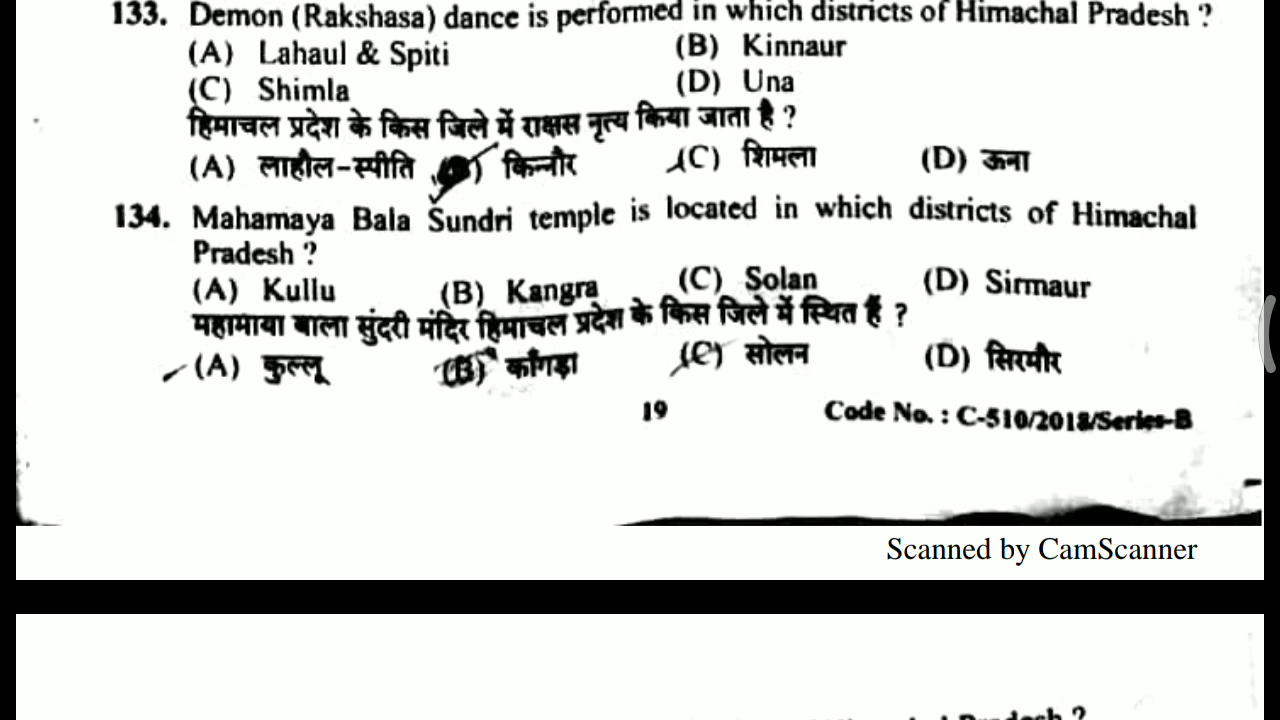 133. Demon (Rakshasa) dance is performed in which districts of Himachal Pradesh ?
(A) Lahaul & Spiti (B) Kinnaur
(C) Shimla (D) Una
हिमाचल प्रदेश के किस जिले में राक्षस नृत्य किया जाता है ?
(A) लाहौल-स्पीति ) किन्नौर (C) शिमला (D) ऊना
134. Mahamaya Bala Sundri temple is located in which districts of Himachal
Pradesh ?
(A) Kullu (B) Kangra (C) Solan (D) Sirmaur
महामाया बाला सुंदरी मंदिर हिमाचल प्रदेश के किस जिले में स्थित हैं ?
(A) कुल्लू (B) काँगड़ा (C) सोलन (D) सिरमौर
19 Code No. : C-510/2018/Series-B
Scanned by CamScanner
Pradesh ?